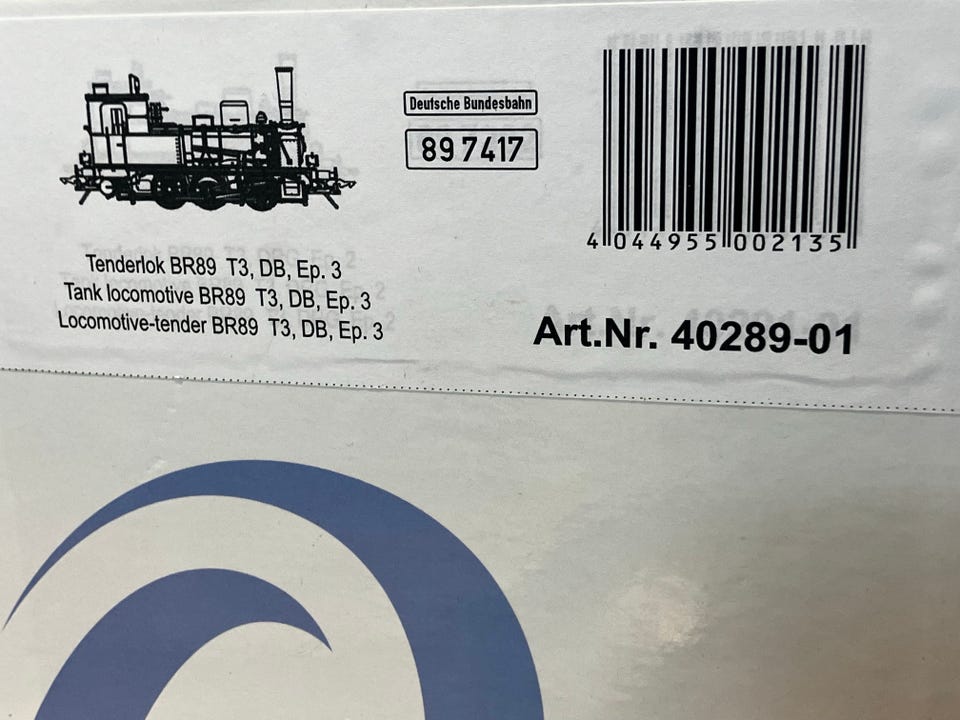 Deutsche Bundesbahn
89 7417
4 044955 002135
Tenderlok BR89 T3, DB, Ep. 3
Tank locomotive BR89 T3, DB, Ep. 3
Locomotive-tender BR89 T3, DB, Ep. 3
Art.Nr. 40289-01